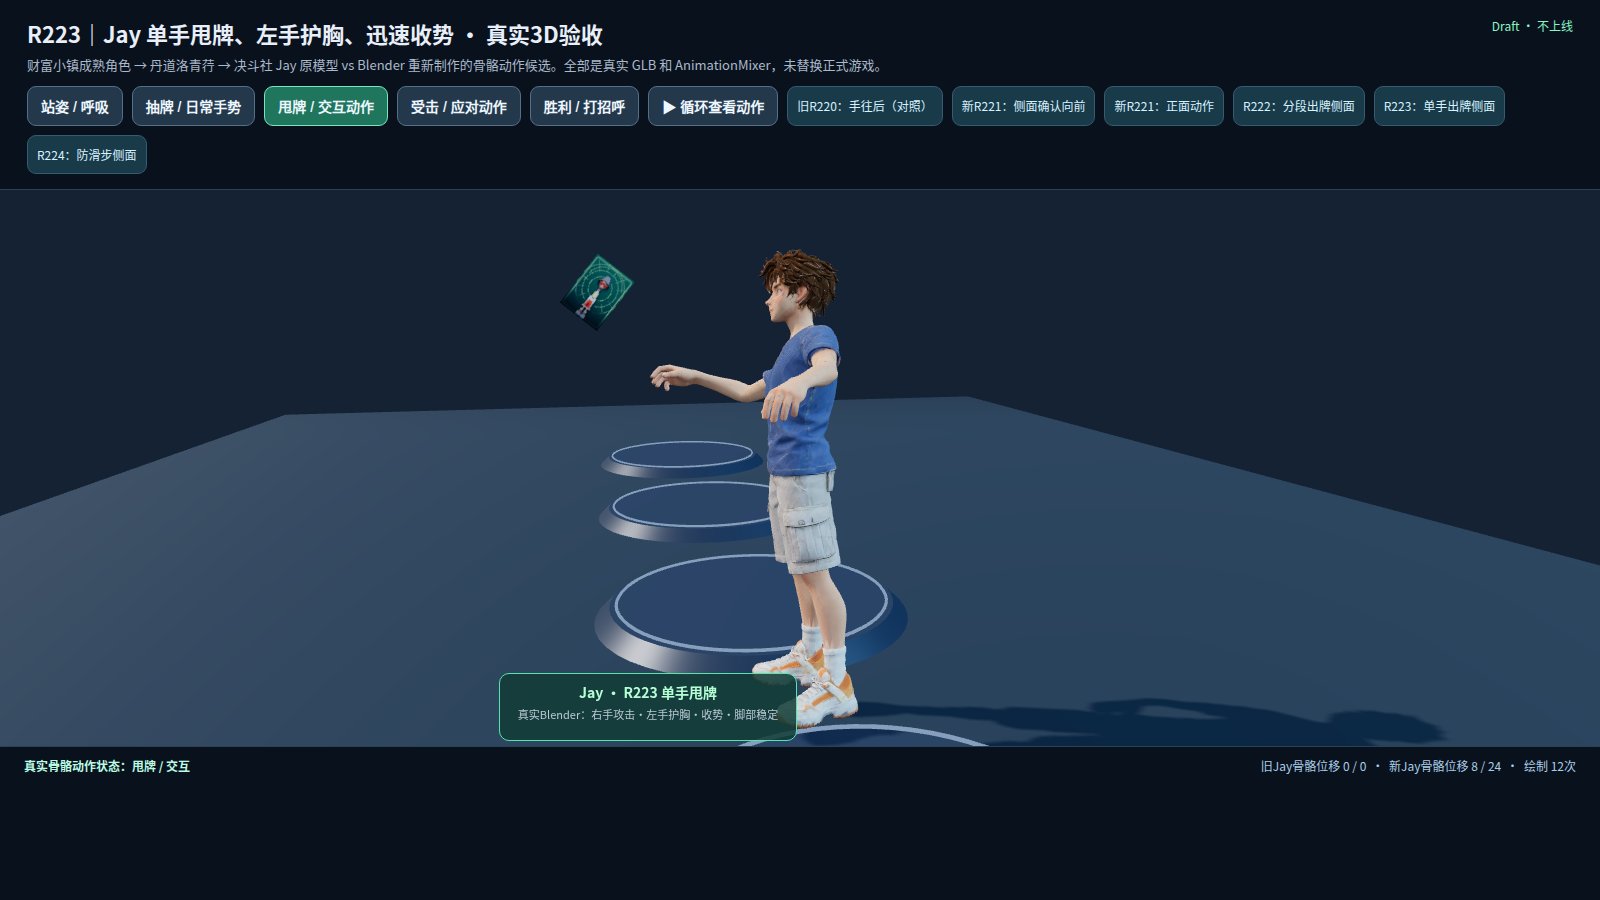 R223｜Jay 单手甩牌、左手护胸、迅速收势 · 真实3D验收
Draft · 不上线
财富小镇成熟角色 → 丹道洛青荇 → 决斗社 Jay 原模型 vs Blender 重新制作的骨骼动作候选。全部是真实 GLB 和 AnimationMixer，未替换正式游戏。
站姿 / 呼吸
抽牌 / 日常手势
甩牌 / 交互动作
受击 / 应对动作
胜利 / 打招呼
▶ 循环查看动作
旧R220：手往后（对照）
新R221：侧面确认向前
新R221：正面动作
R222：分段出牌侧面
R223：单手出牌侧面
R224：防滑步侧面
Jay · R223 单手甩牌
真实Blender：右手攻击·左手护胸·收势·脚部稳定
真实骨骼动作状态：甩牌 / 交互
旧Jay骨骼位移 0 / 0 · 新Jay骨骼位移 8 / 24 · 绘制 12次